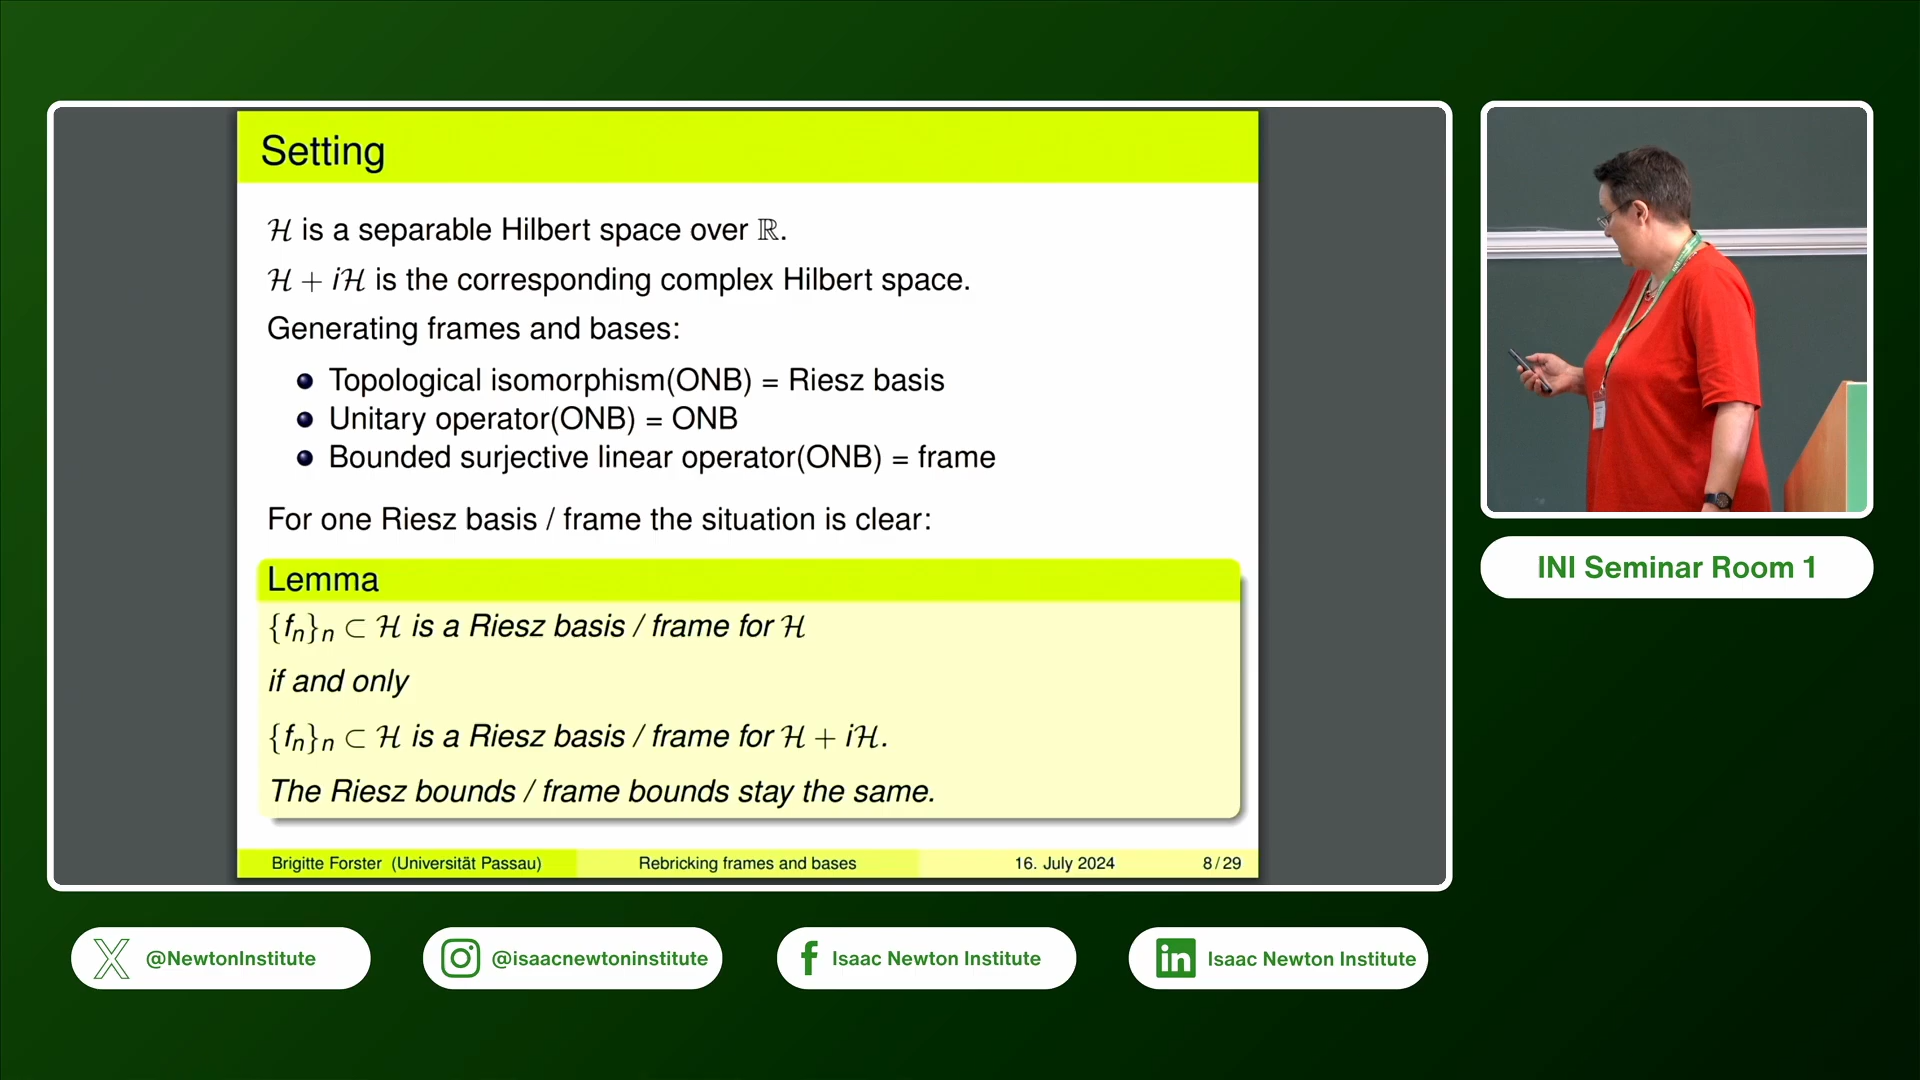 Setting
ℋ is a separable Hilbert space over ℝ.
ℋ + iℋ is the corresponding complex Hilbert space.
Generating frames and bases:
Topological isomorphism(ONB) = Riesz basis
Unitary operator(ONB) = ONB
Bounded surjective linear operator(ONB) = frame
For one Riesz basis / frame the situation is clear:
Lemma
{fₙ}ₙ ⊂ ℋ is a Riesz basis / frame for ℋ
if and only
{fₙ}ₙ ⊂ ℋ is a Riesz basis / frame for ℋ + iℋ.
The Riesz bounds / frame bounds stay the same.
Brigitte Forster (Universität Passau) Rebricking frames and bases 16. July 2024 8 / 29
INI Seminar Room 1
@NewtonInstitute
@isaacnewtoninstitute
Isaac Newton Institute
Isaac Newton Institute